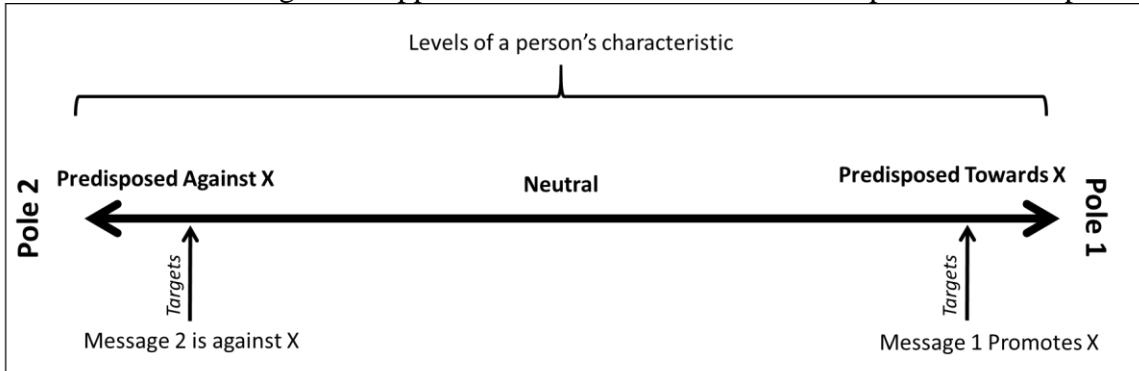 Levels of a person's characteristic
Predisposed Against X
Neutral
Predisposed Towards X
Pole 2
Pole 1
Targets
Targets
Message 2 is against X
Message 1 Promotes X